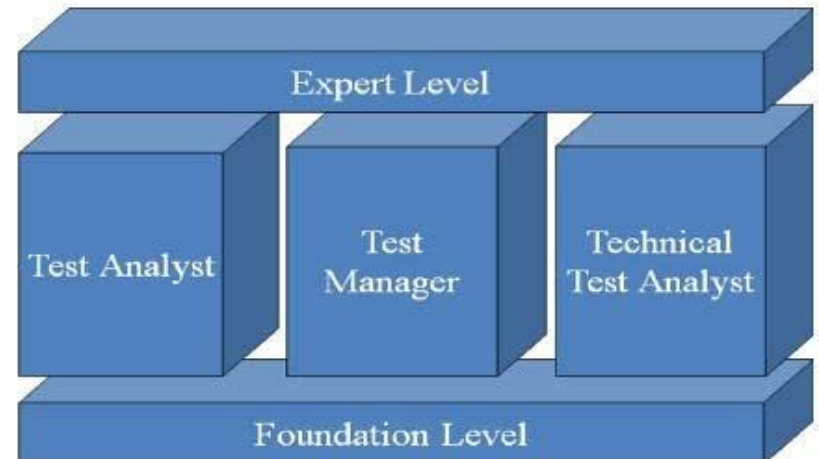 Expert Level
Test Analyst
Test
Manager
Technical
Test Analyst
Foundation Level